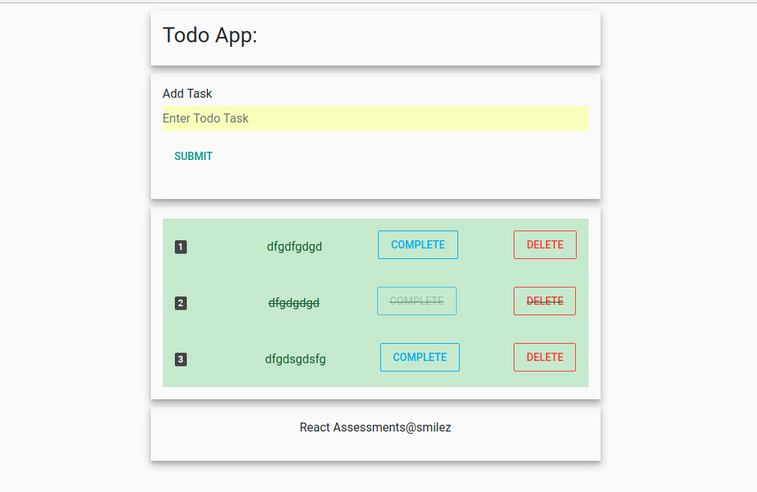 Todo App:
Add Task
Enter Todo Task
SUBMIT
1 dfgdfgdgd COMPLETE DELETE
2 dfgdgdgd COMPLETE DELETE
3 dfgdsgdsfg COMPLETE DELETE
React Assessments@smilez